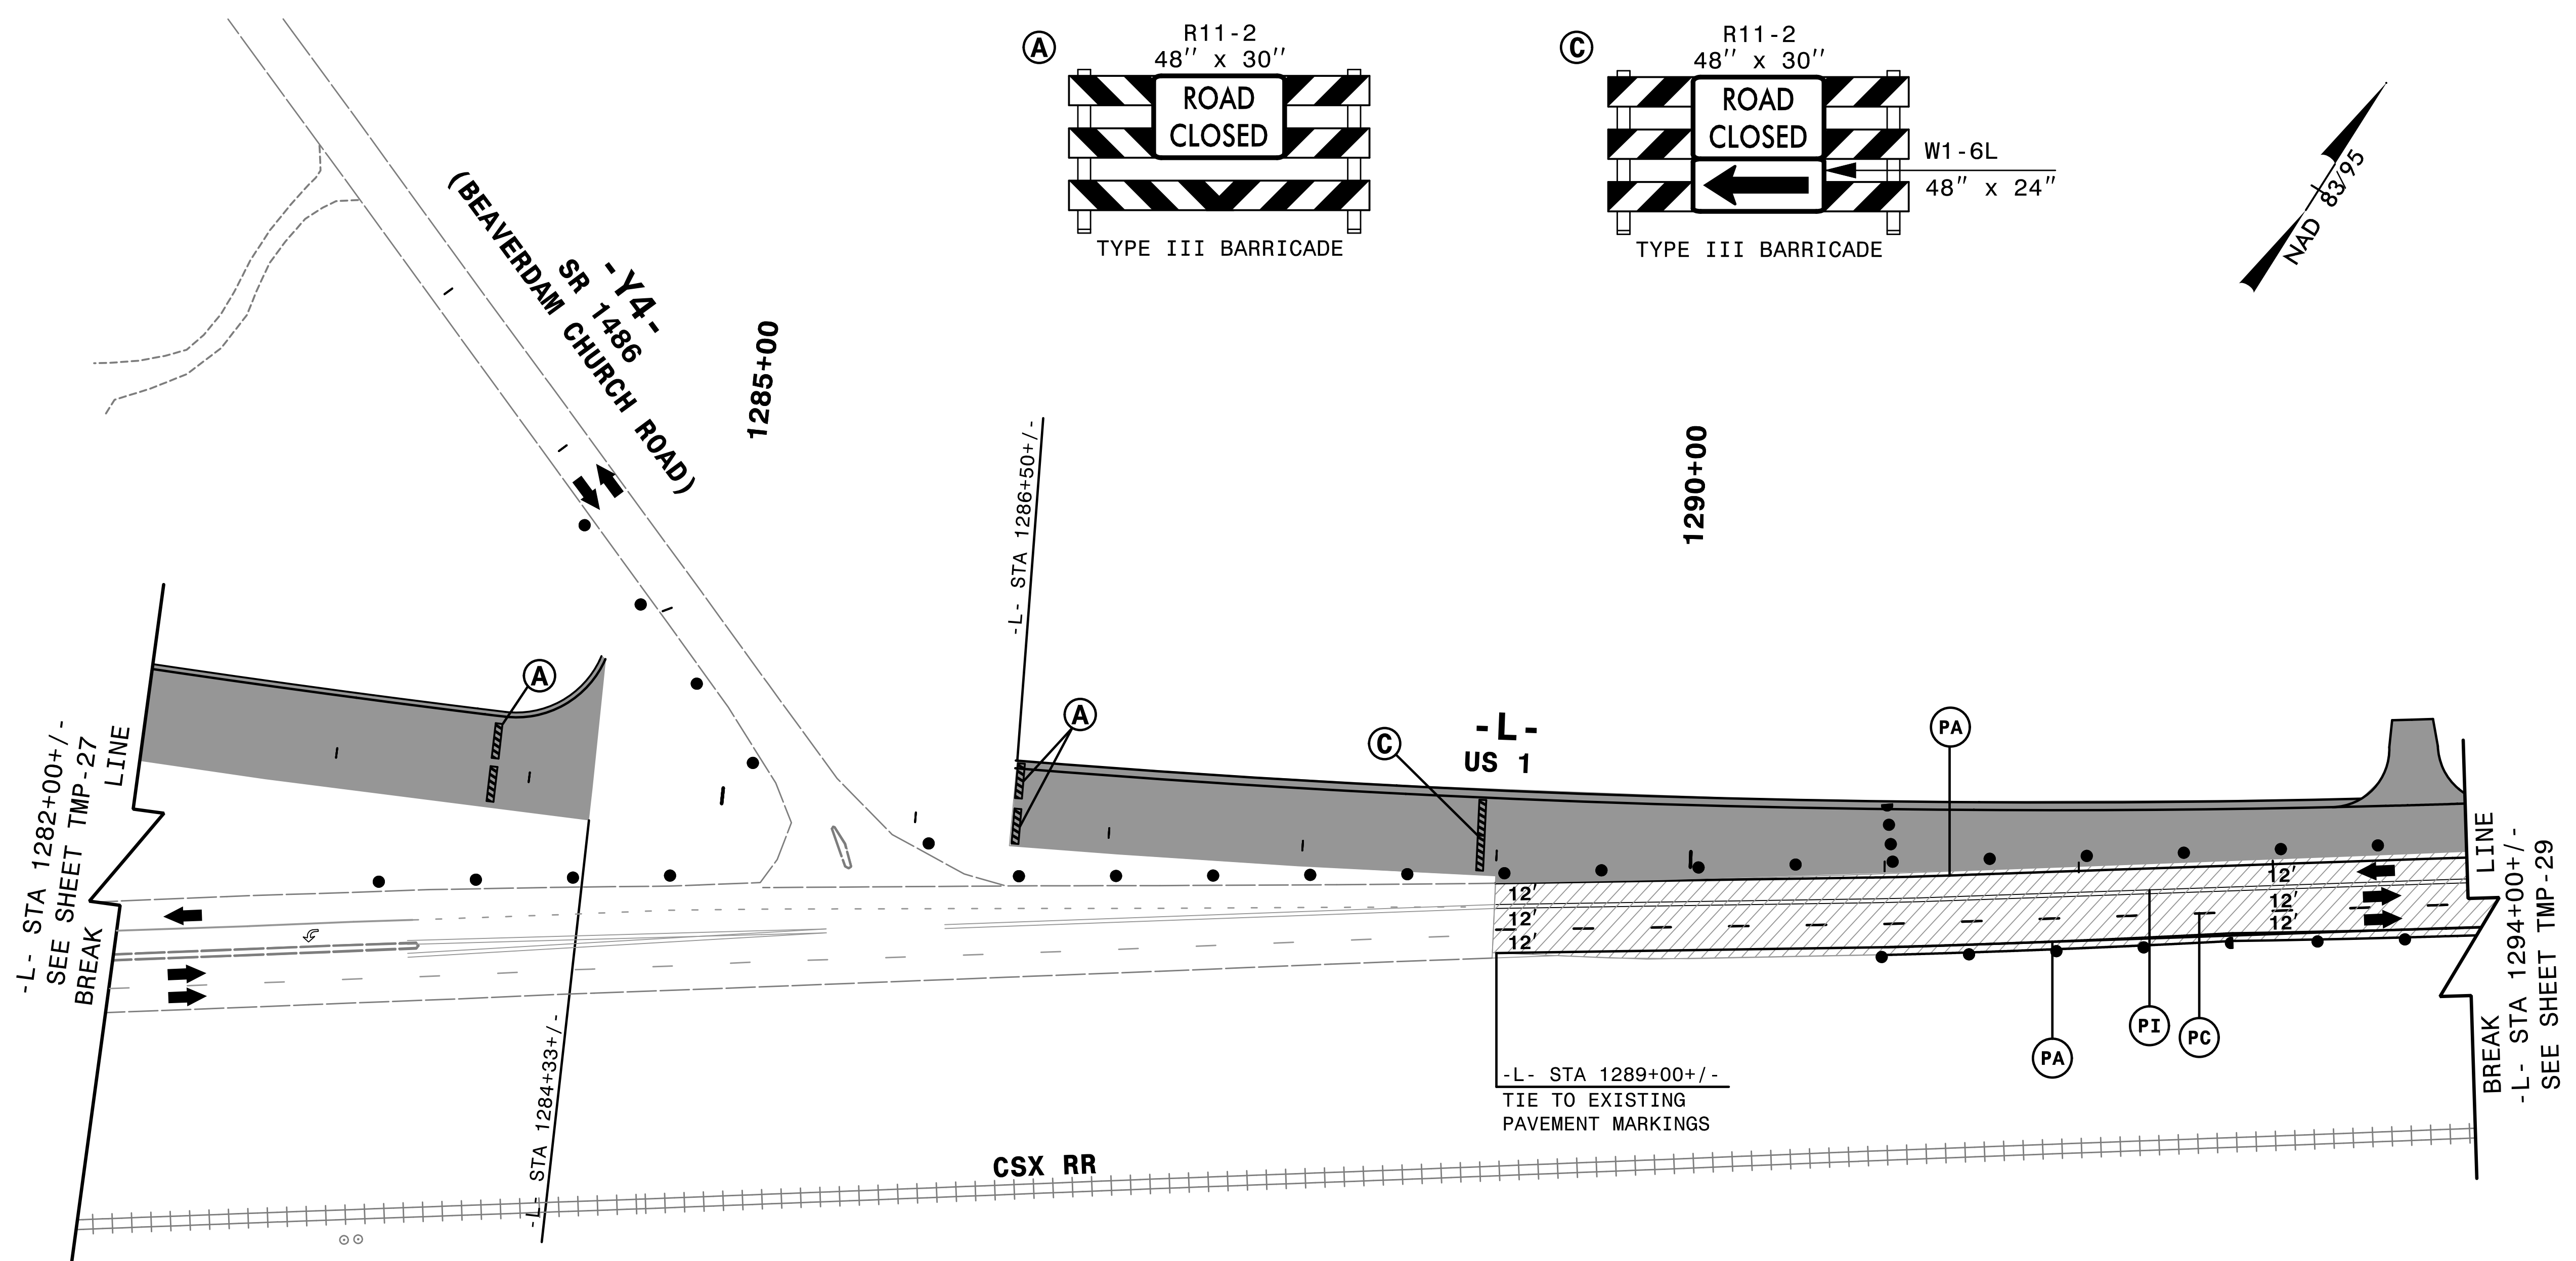 A
R11-2
48" x 30"
ROAD
CLOSED
TYPE III BARRICADE
C
R11-2
48" x 30"
ROAD
CLOSED
W1-6L
48" x 24"
TYPE III BARRICADE
NAD 83/95
-Y4-
SR 1486
(BEAVERDAM CHURCH ROAD)
1285+00
-L- STA 1286+50+/-
1290+00
A
A
C
-L-
US 1
PA
BREAK LINE
-L- STA 1282+00+/-
SEE SHEET TMP-27
12'
12'
12'
12'
12'
12'
BREAK LINE
-L- STA 1294+00+/-
SEE SHEET TMP-29
PA
PI
PC
-L- STA 1284+33+/-
-L-
-L- STA 1289+00+/-
TIE TO EXISTING
PAVEMENT MARKINGS
CSX RR